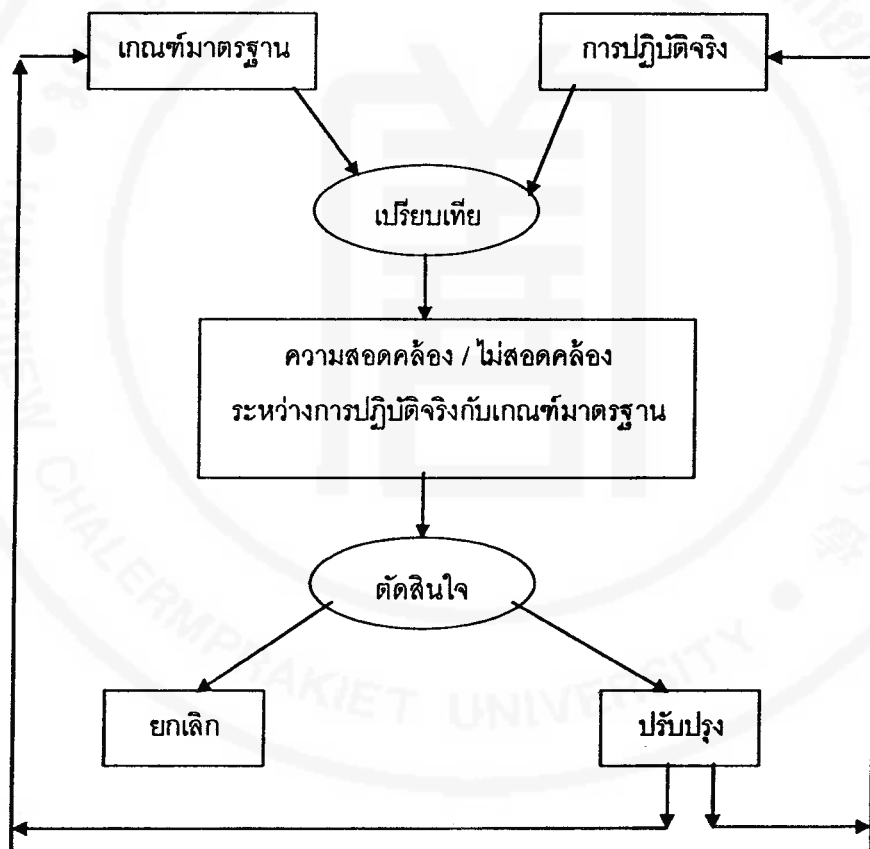 เกณฑ์มาตรฐาน
การปฏิบัติจริง
เปรียบเทีย
ความสอดคล้อง / ไม่สอดคล้อง
ระหว่างการปฏิบัติจริงกับเกณฑ์มาตรฐาน
ตัดสินใจ
ยกเลิก
ปรับปรุง
CHALERMPRAKIET UNIVERSITY